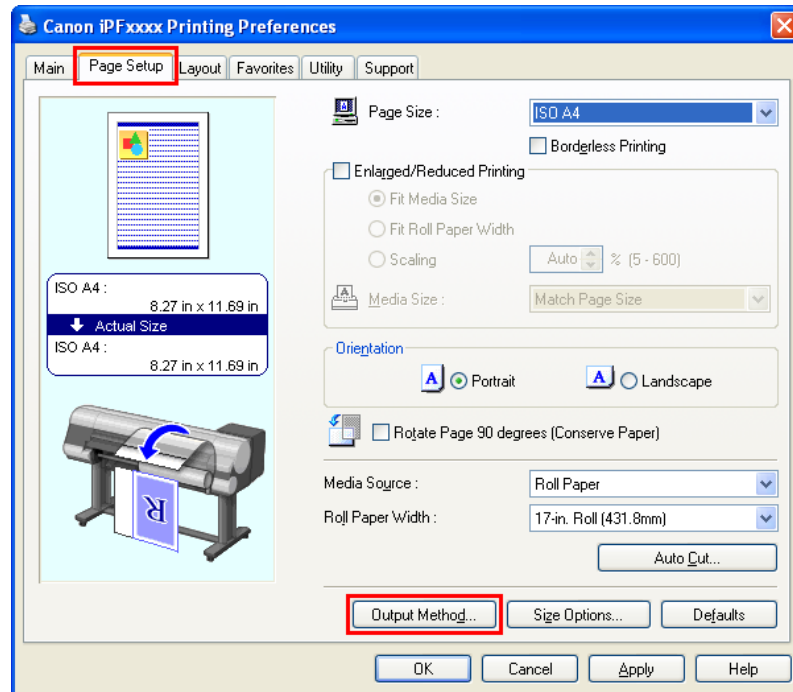 Canon iPFxxxx Printing Preferences
Main Page Setup Layout Favorites Utility Support
Page Size : ISO A4
Borderless Printing
Enlarged/Reduced Printing
Fit Media Size
Fit Roll Paper Width
Scaling Auto % (5 - 600)
Media Size : Match Page Size
ISO A4 :
8.27 in x 11.69 in
Actual Size
ISO A4 :
8.27 in x 11.69 in
Orientation
A Portrait A Landscape
Rotate Page 90 degrees (Conserve Paper)
R
Media Source : Roll Paper
Roll Paper Width : 17-in. Roll (431.8mm)
Auto Cut...
Output Method... Size Options... Defaults
OK Cancel Apply Help